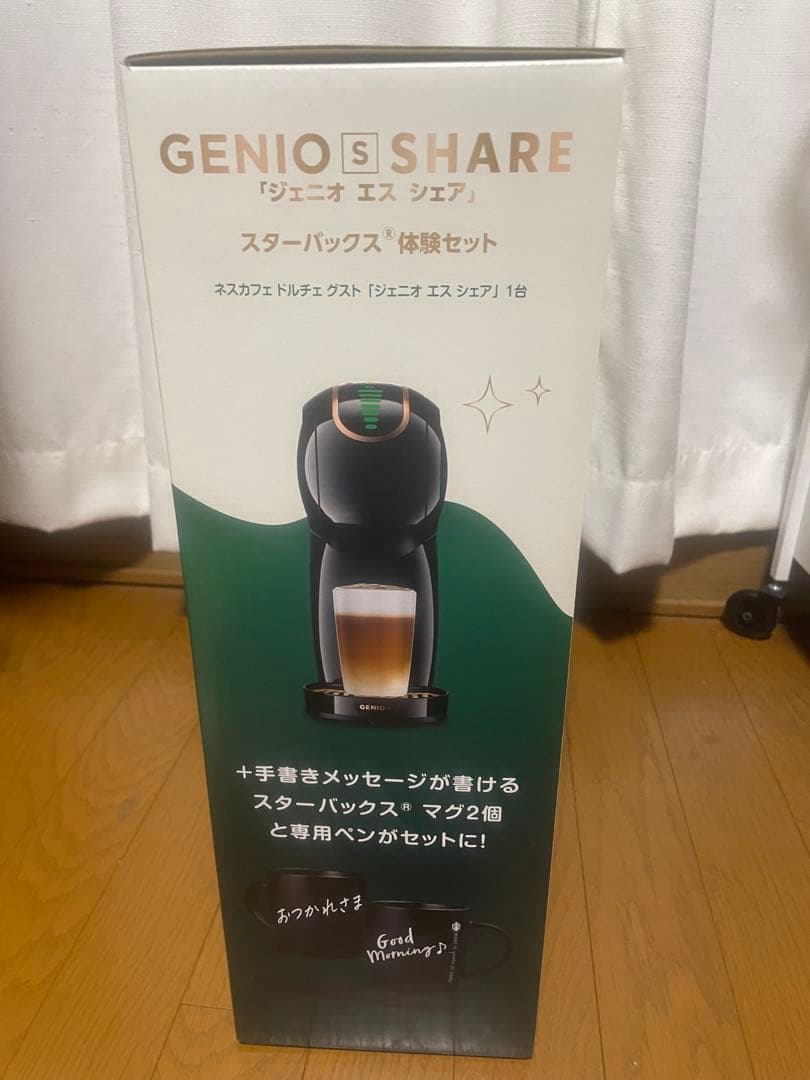 GENIO S SHARE
「ジェニオ エス シェア」
スターバックス® 体験セット
ネスカフェ ドルチェ グスト「ジェニオ エス シェア」1台
GENIO
+手書きメッセージが書ける
スターバックス® マグ2個
と専用ペンがセットに!
おつかれさま
Good
Morning♪